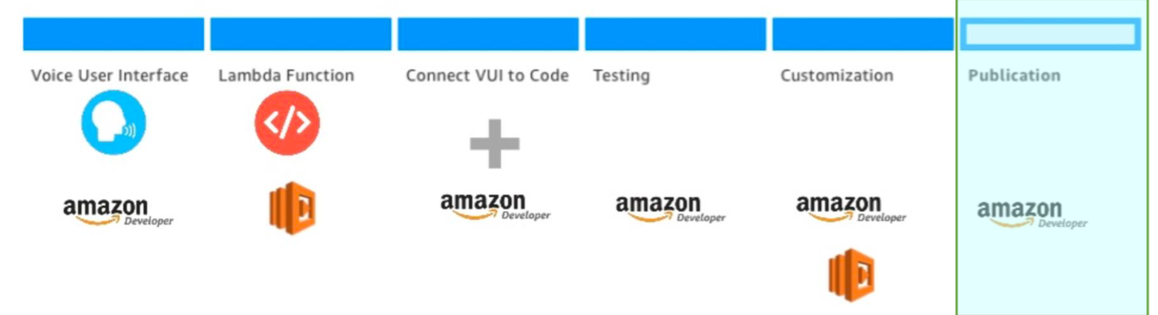 Voice User Interface
Lambda Function
Connect VUI to Code
Testing
Customization
Publication
</>
amazon
Developer
amazon
Developer
amazon
Developer
amazon
Developer
amazon
Developer